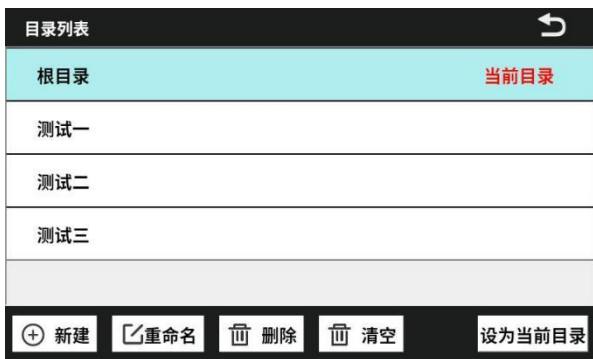 目录列表
根目录 当前目录
测试一
测试二
测试三
新建 重命名 删除 清空 设为当前目录